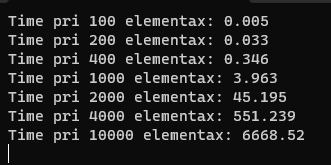 Time pri 100 elementax: 0.005
Time pri 200 elementax: 0.033
Time pri 400 elementax: 0.346
Time pri 1000 elementax: 3.963
Time pri 2000 elementax: 45.195
Time pri 4000 elementax: 551.239
Time pri 10000 elementax: 6668.52